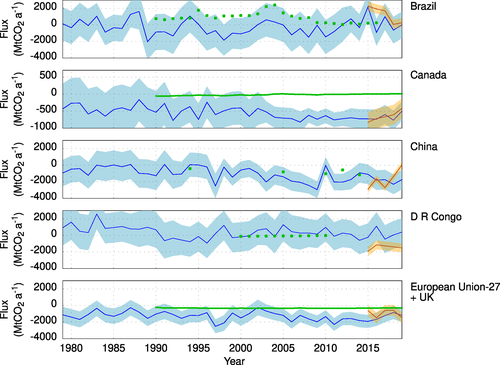 Brazil
Flux
(MtCO₂ a⁻¹)
2000
0
-2000
-4000
Canada
Flux
(MtCO₂ a⁻¹)
500
0
-500
-1000
China
Flux
(MtCO₂ a⁻¹)
2000
0
-2000
-4000
D R Congo
Flux
(MtCO₂ a⁻¹)
2000
0
-2000
-4000
European Union-27
+ UK
Flux
(MtCO₂ a⁻¹)
2000
0
-2000
-4000
1980 1985 1990 1995 2000 2005 2010 2015
Year